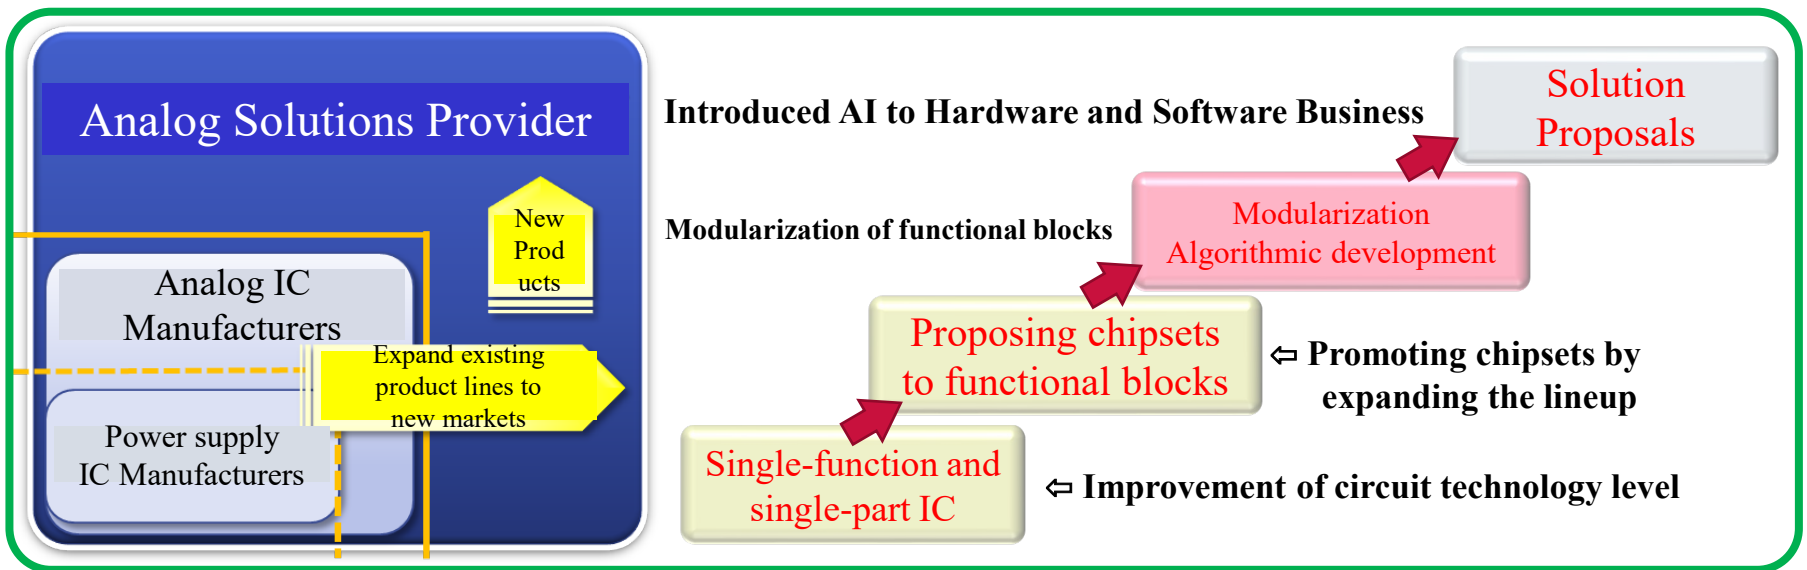 Analog Solutions Provider
New
Prod
ucts
Analog IC
Manufacturers
Expand existing
product lines to
new markets
Power supply
IC Manufacturers
Introduced AI to Hardware and Software Business
Solution
Proposals
Modularization of functional blocks
Modularization
Algorithmic development
Proposing chipsets
to functional blocks
⇦ Promoting chipsets by
expanding the lineup
Single-function and
single-part IC
⇦ Improvement of circuit technology level